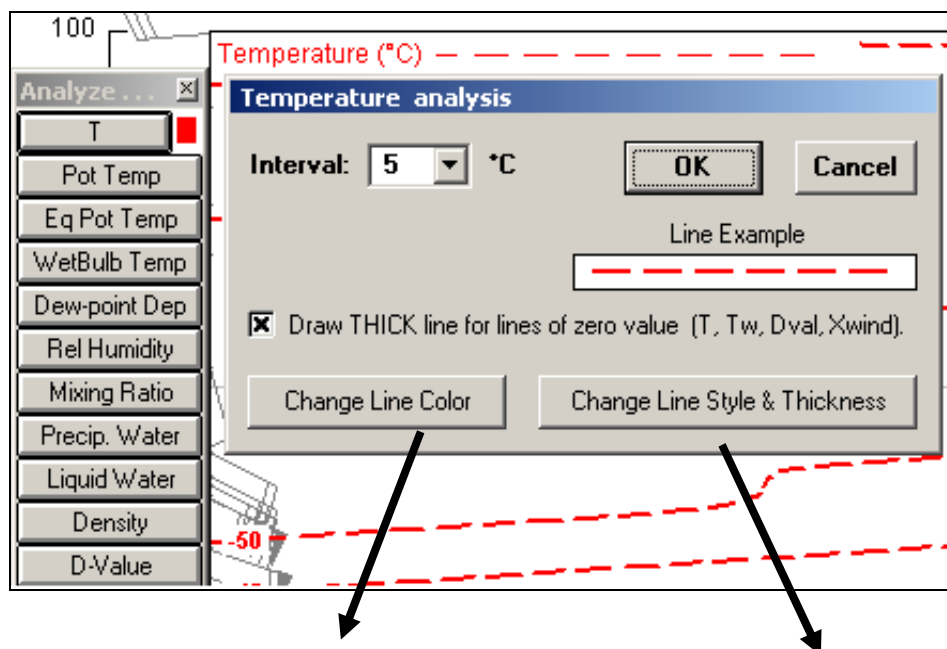 100
Temperature (°C)
Analyze . . .
T
Pot Temp
Eq Pot Temp
WetBulb Temp
Dew-point Dep
Rel Humidity
Mixing Ratio
Precip. Water
Liquid Water
Density
D-Value
Temperature analysis
Interval: 5 °C
OK
Cancel
Line Example
Draw THICK line for lines of zero value (T, Tw, Dval, Xwind).
Change Line Color
Change Line Style & Thickness
-50